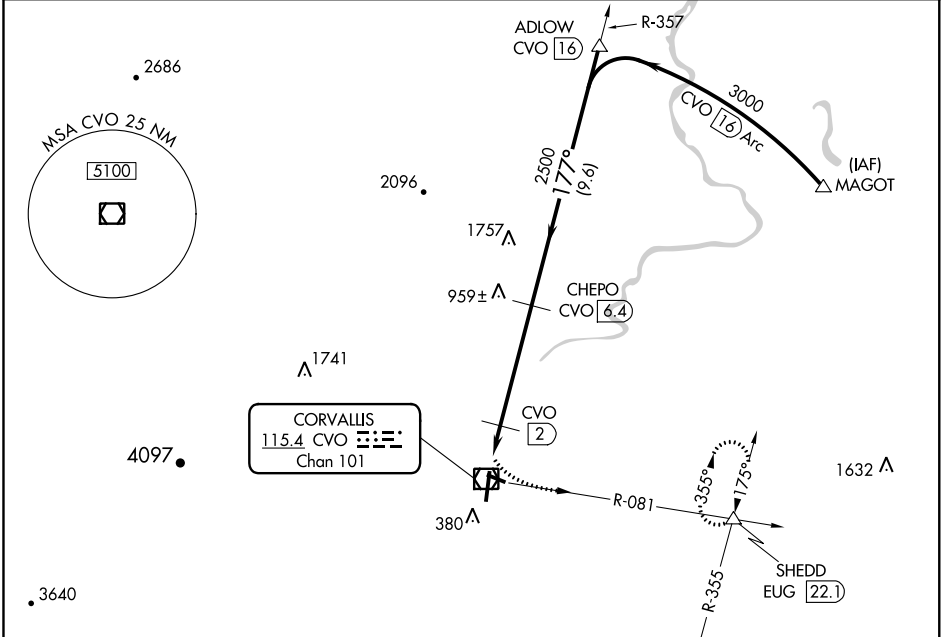 ADLOW
CVO 16
R-357
2686
MSA CVO 25 NM
5100
3000
CVO 16 Arc
(IAF)
MAGOT
2500
177°
(9.6)
2096
1757
959±
CHEPO
CVO 6.4
1741
CORVALLIS
115.4 CVO
Chan 101
CVO
2
4097
1632
355°
175°
R-081
380
SHEDD
EUG 22.1
R-355
3640